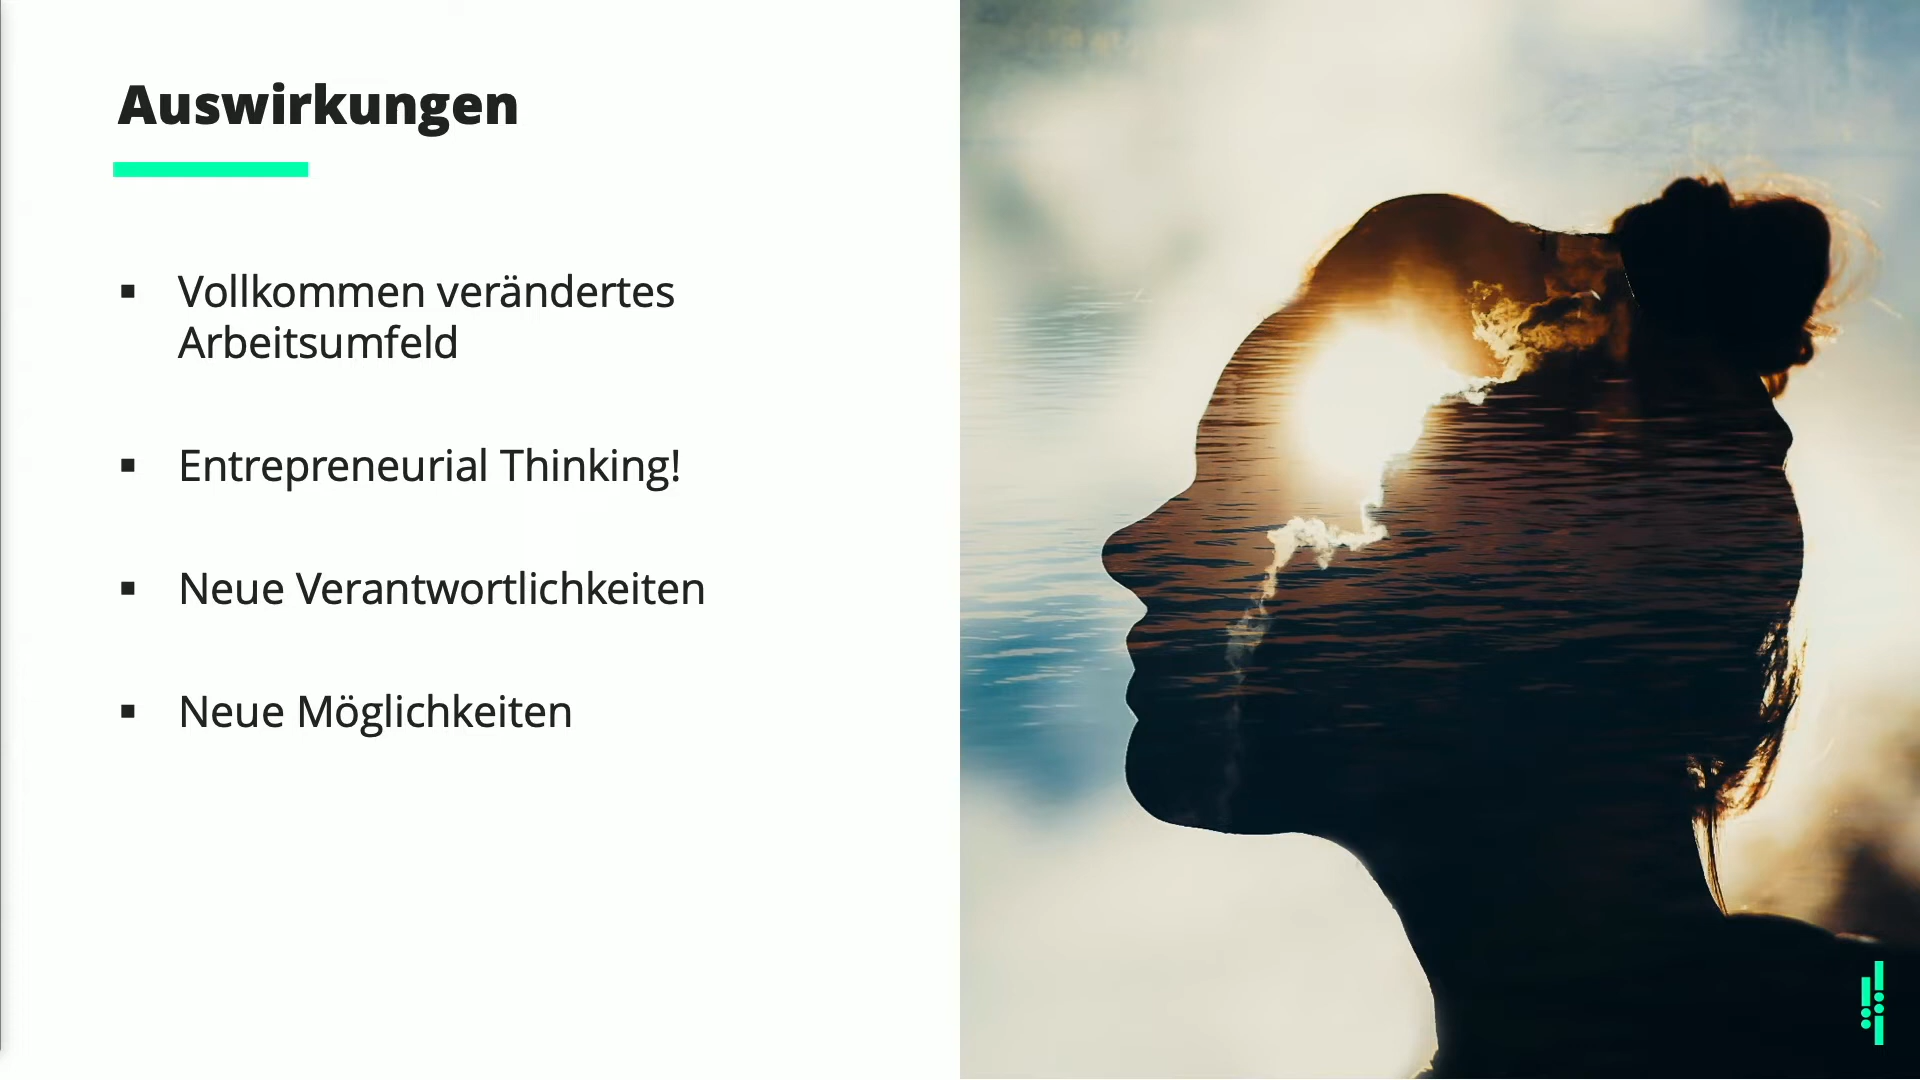 Auswirkungen
▪ Vollkommen verändertes
Arbeitsumfeld
▪ Entrepreneurial Thinking!
▪ Neue Verantwortlichkeiten
▪ Neue Möglichkeiten